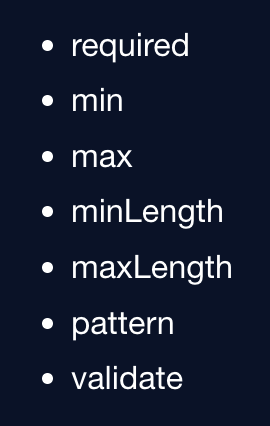 required
min
max
minLength
maxLength
pattern
validate